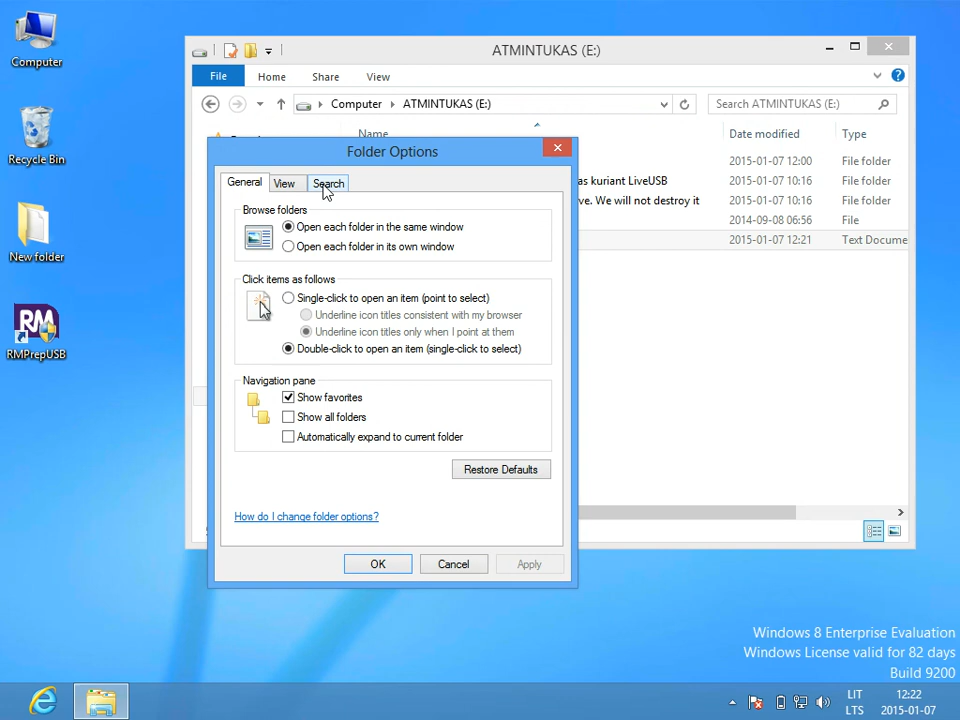 Computer
Recycle Bin
New folder
RM
RMPrepUSB
ATMINTUKAS (E:)
File
Home
Share
View
Computer
ATMINTUKAS (E:)
Search ATMINTUKAS (E:)
Name
Date modified
Type
2015-01-07 12:00
File folder
as kuriant LiveUSB
2015-01-07 10:16
File folder
ve. We will not destroy it
2015-01-07 10:16
File folder
2014-09-08 06:56
File
2015-01-07 12:21
Text Docume
Folder Options
General
View
Search
Browse folders
Open each folder in the same window
Open each folder in its own window
Click items as follows
Single-click to open an item (point to select)
Underline icon titles consistent with my browser
Underline icon titles only when I point at them
Double-click to open an item (single-click to select)
Navigation pane
Show favorites
Show all folders
Automatically expand to current folder
Restore Defaults
How do I change folder options?
OK
Cancel
Apply
Windows 8 Enterprise Evaluation
Windows License valid for 82 days
Build 9200
LIT
LTS
12:22
2015-01-07